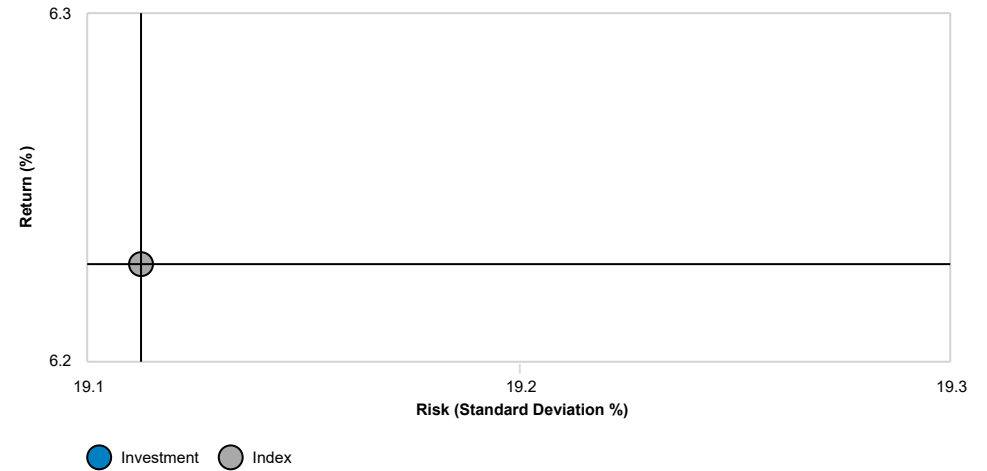 6.3
Return (%)
6.2
19.1 19.2 19.3
Risk (Standard Deviation %)
Investment Index